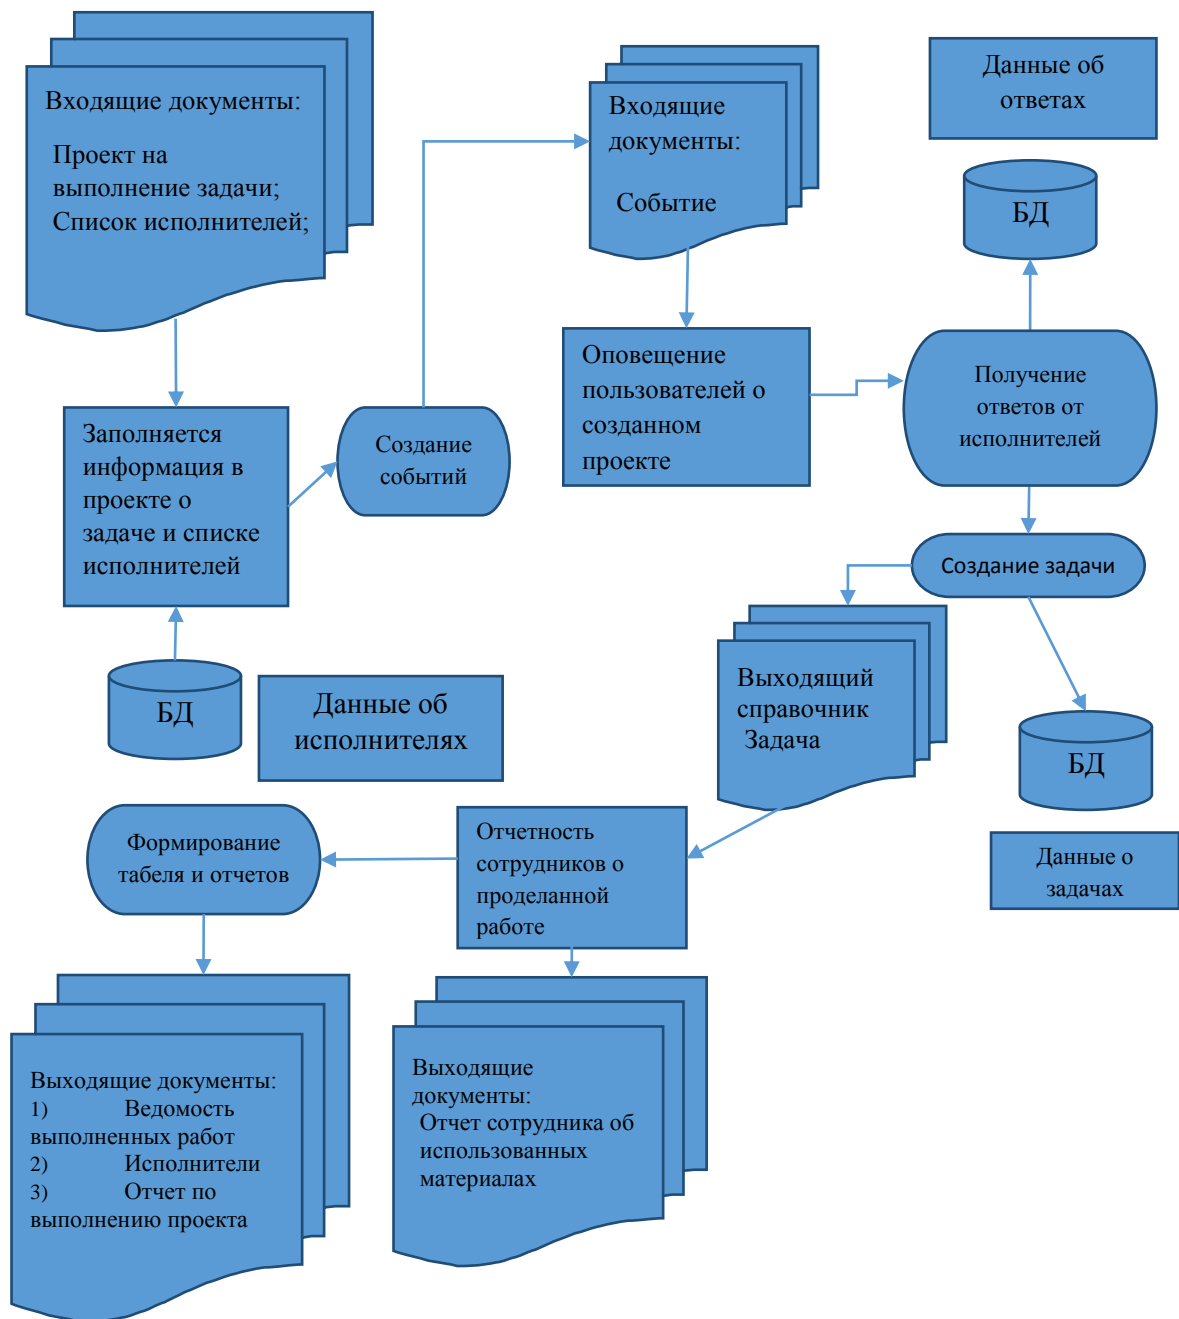 Входящие документы:
Проект на
выполнение задачи;
Список исполнителей;
Входящие
документы:
Событие
Данные об
ответах
БД
Оповещение
пользователей о
созданном
проекте
Получение
ответов от
исполнителей
Заполняется
информация в
проекте о
задаче и списке
исполнителей
Создание
событий
Создание задачи
БД
Данные об
исполнителях
Выходящий
справочник
Задача
БД
Данные о
задачах
Формирование
табеля и отчетов
Отчетность
сотрудников о
проделанной
работе
Выходящие документы:
1) Ведомость
выполненных работ
2) Исполнители
3) Отчет по
выполнению проекта
Выходящие
документы:
Отчет сотрудника об
использованных
материалах